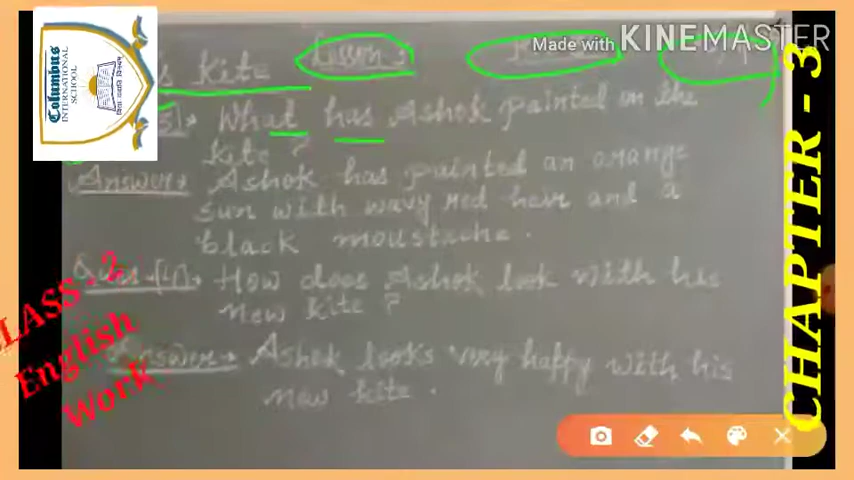 Made with KINEMASTER
's Kite Lesson:
Columbus
INTERNATIONAL
SCHOOL
What has Ashok painted on the
kite?
Answer→ Ashok has painted an orange
sun with wavy red hair and a
black moustache.
Ques→ How does Ashok look with his
new kite?
Answer→ Ashok looks very happy with his
new kite.
CLASS-2
English
Work
CHAPTER - 3